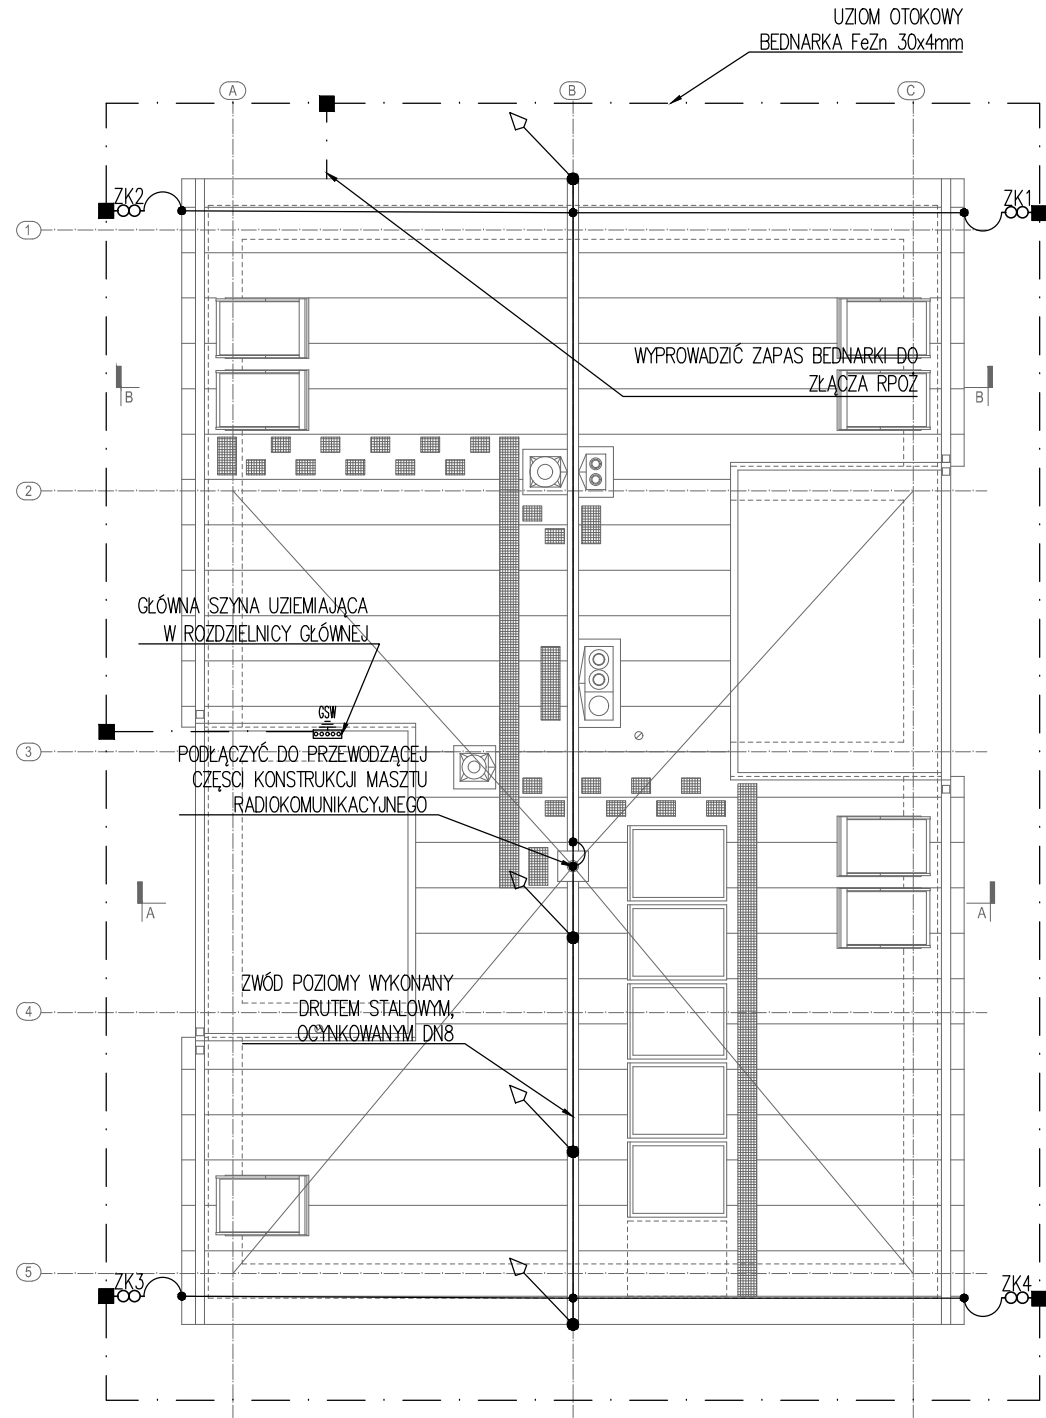 UZIOM OTOKOWY
BEDNARKA FeZn 30x4mm
A
B
C
ZK2
ZK1
1
WYPROWADZIĆ ZAPAS BEDNARKI DO
ZŁĄCZA RPOŻ
B
B
2
GŁÓWNA SZYNA UZIEMIAJĄCA
W ROZDZIELNICY GŁÓWNEJ
GSW
3
PODŁĄCZYĆ DO PRZEWODZĄCEJ
CZĘŚCI KONSTRUKCJI MASZTU
RADIOKOMUNIKACYJNEGO
A
A
ZWÓD POZIOMY WYKONANY
DRUTEM STALOWYM,
OCYNKOWANYM DN8
4
5
ZK3
ZK4